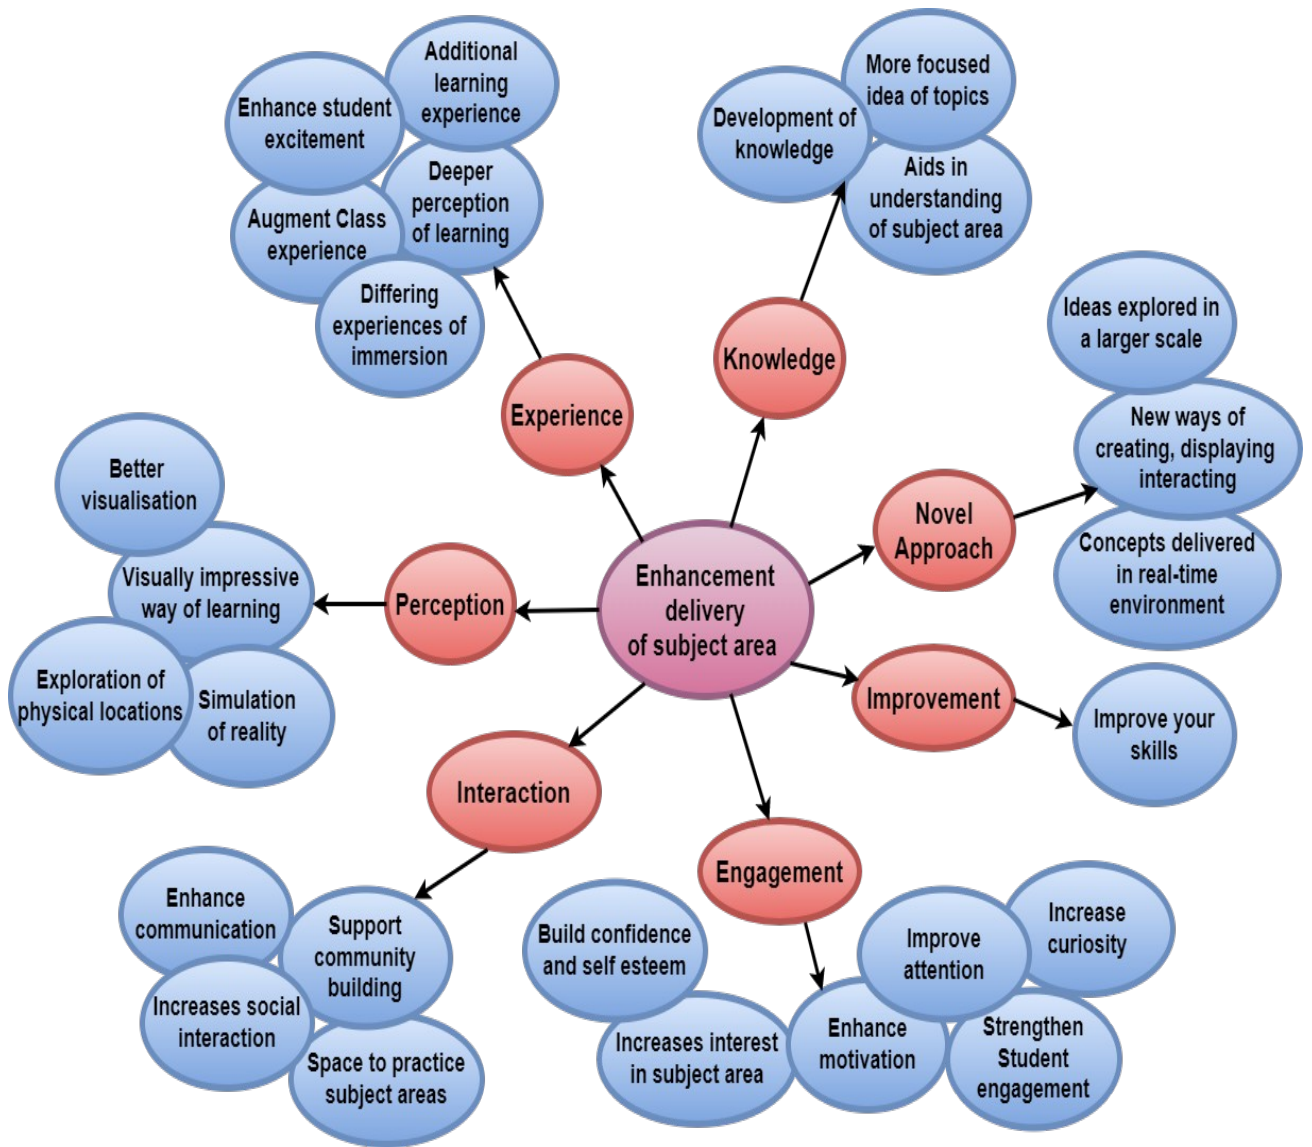 Additional
learning
experience
Enhance student
excitement
Deeper
perception
of learning
Augment Class
experience
Differing
experiences of
immersion
Experience
More focused
idea of topics
Development of
knowledge
Aids in
understanding
of subject area
Knowledge
Ideas explored in
a larger scale
New ways of
creating, displaying
interacting
Concepts delivered
in real-time
environment
Novel
Approach
Better
visualisation
Visually impressive
way of learning
Exploration of
physical locations
Simulation
of reality
Perception
Enhancement
delivery
of subject area
Improvement
Improve your
skills
Interaction
Enhance
communication
Support
community
building
Increases social
interaction
Space to practice
subject areas
Engagement
Build confidence
and self esteem
Increases interest
in subject area
Enhance
motivation
Improve
attention
Increase
curiosity
Strengthen
Student
engagement